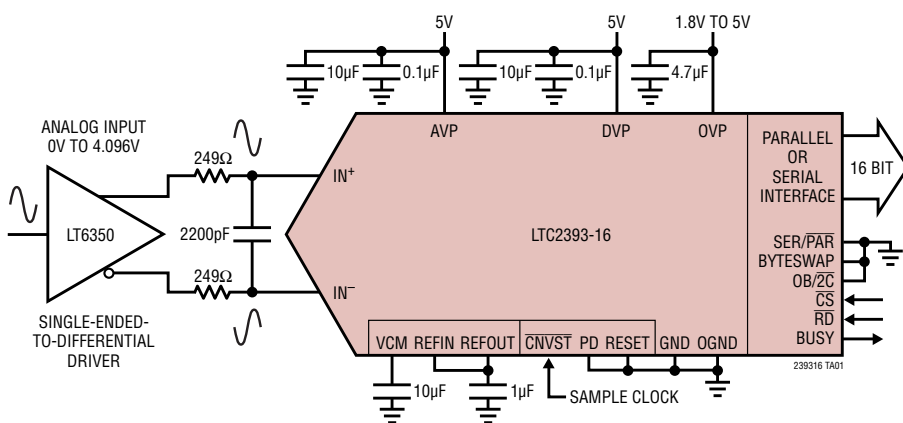 5V
5V
1.8V TO 5V
10µF
0.1µF
10µF
0.1µF
4.7µF
ANALOG INPUT
0V TO 4.096V
AVP
DVP
OVP
PARALLEL
OR
SERIAL
INTERFACE
16 BIT
249Ω
IN+
LT6350
2200pF
LTC2393-16
SER/PAR
BYTESWAP
OB/2C
CS
RD
BUSY
249Ω
IN–
SINGLE-ENDED-
TO-DIFFERENTIAL
DRIVER
VCM REFIN REFOUT CNVST PD RESET GND OGND
239316 TA01
10µF
1µF
SAMPLE CLOCK